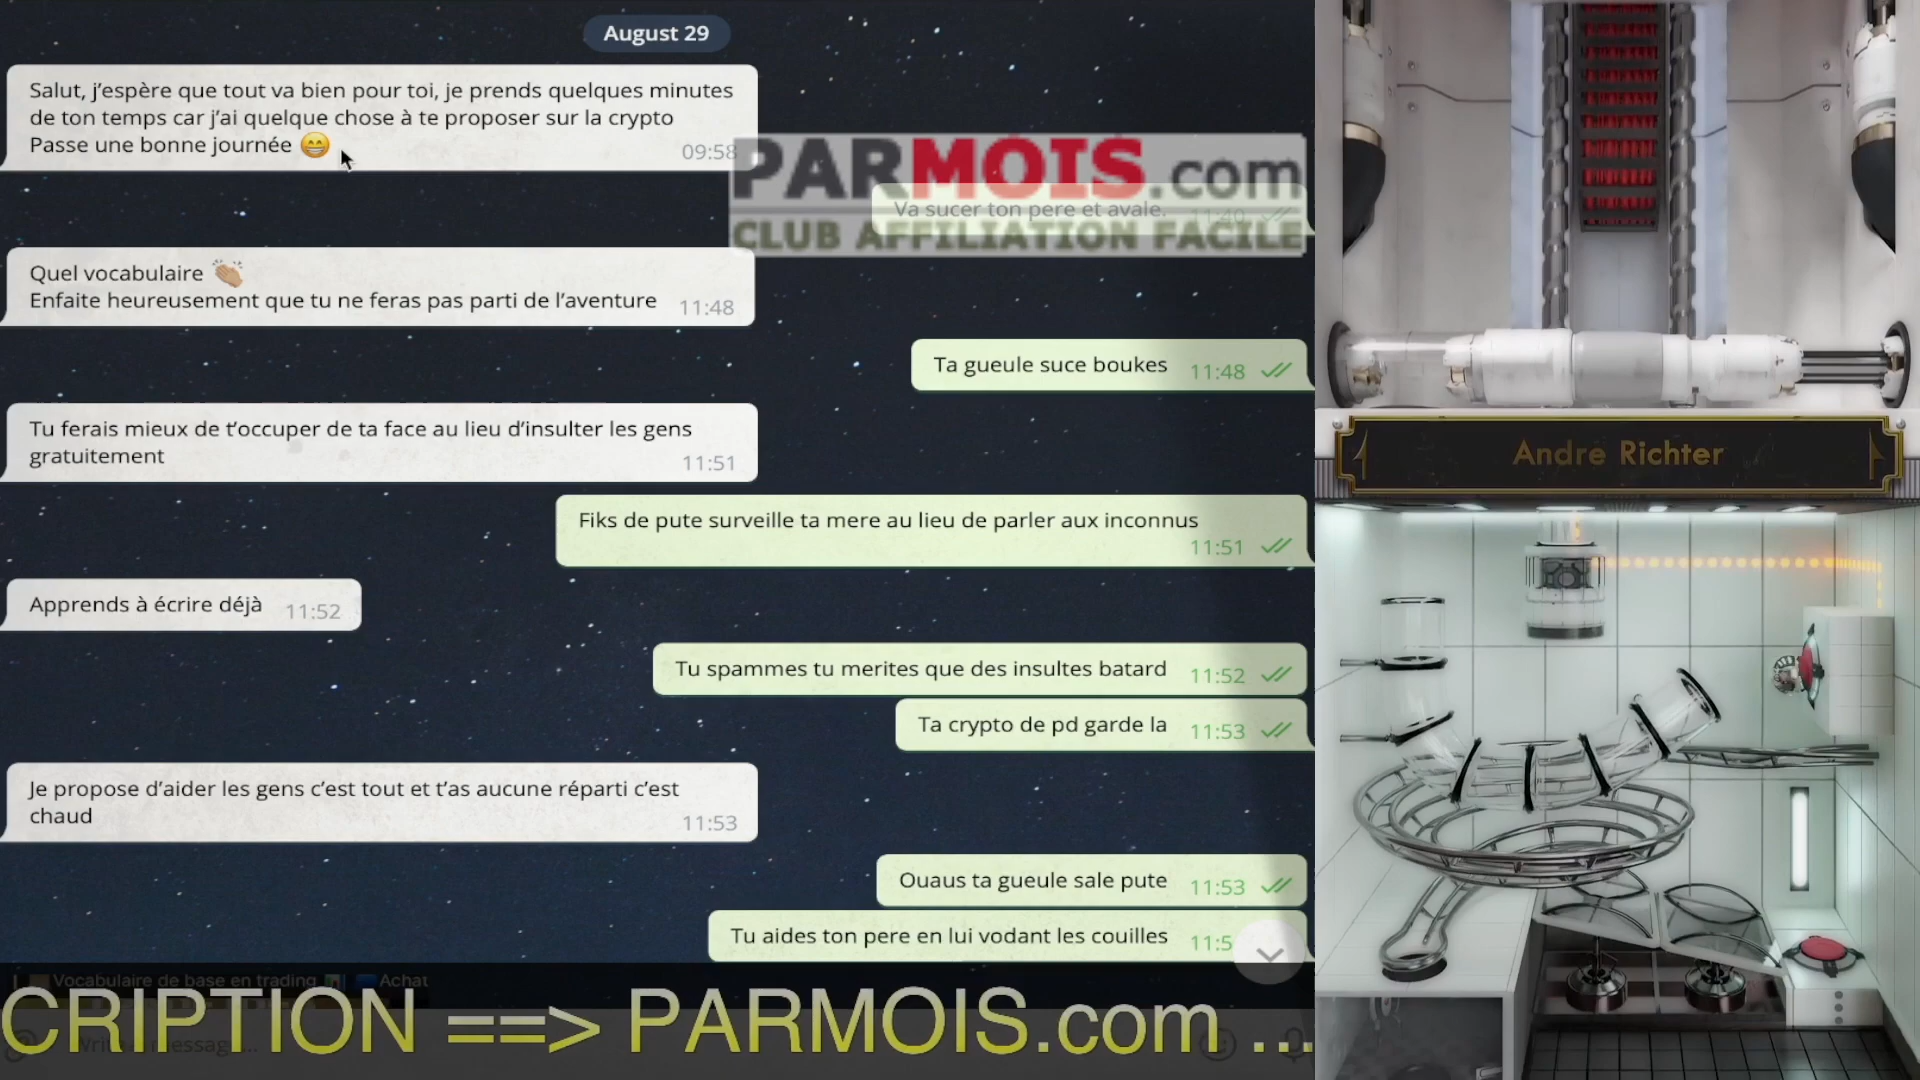 August 29
Salut, j’espère que tout va bien pour toi, je prends quelques minutes
de ton temps car j’ai quelque chose à te proposer sur la crypto
Passe une bonne journée 😁
09:58
PARMOIS.com
Va sucer ton pere et avale. 11:40
CLUB AFFILIATION FACILE
Quel vocabulaire 👏🏼
Enfaite heureusement que tu ne feras pas parti de l’aventure 11:48
Ta gueule suce boukes 11:48
Tu ferais mieux de t’occuper de ta face au lieu d’insulter les gens
gratuitement
11:51
Fiks de pute surveille ta mere au lieu de parler aux inconnus
11:51
Apprends à écrire déjà 11:52
Tu spammes tu merites que des insultes batard 11:52
Ta crypto de pd garde la 11:53
Je propose d’aider les gens c’est tout et t’as aucune réparti c’est
chaud
11:53
Ouaus ta gueule sale pute 11:53
Tu aides ton pere en lui vodant les couilles 11:5
Vocabulaire de base en trading 📊 Achat
Write a message...
CRIPTION ==> PARMOIS.com ...
Andre Richter